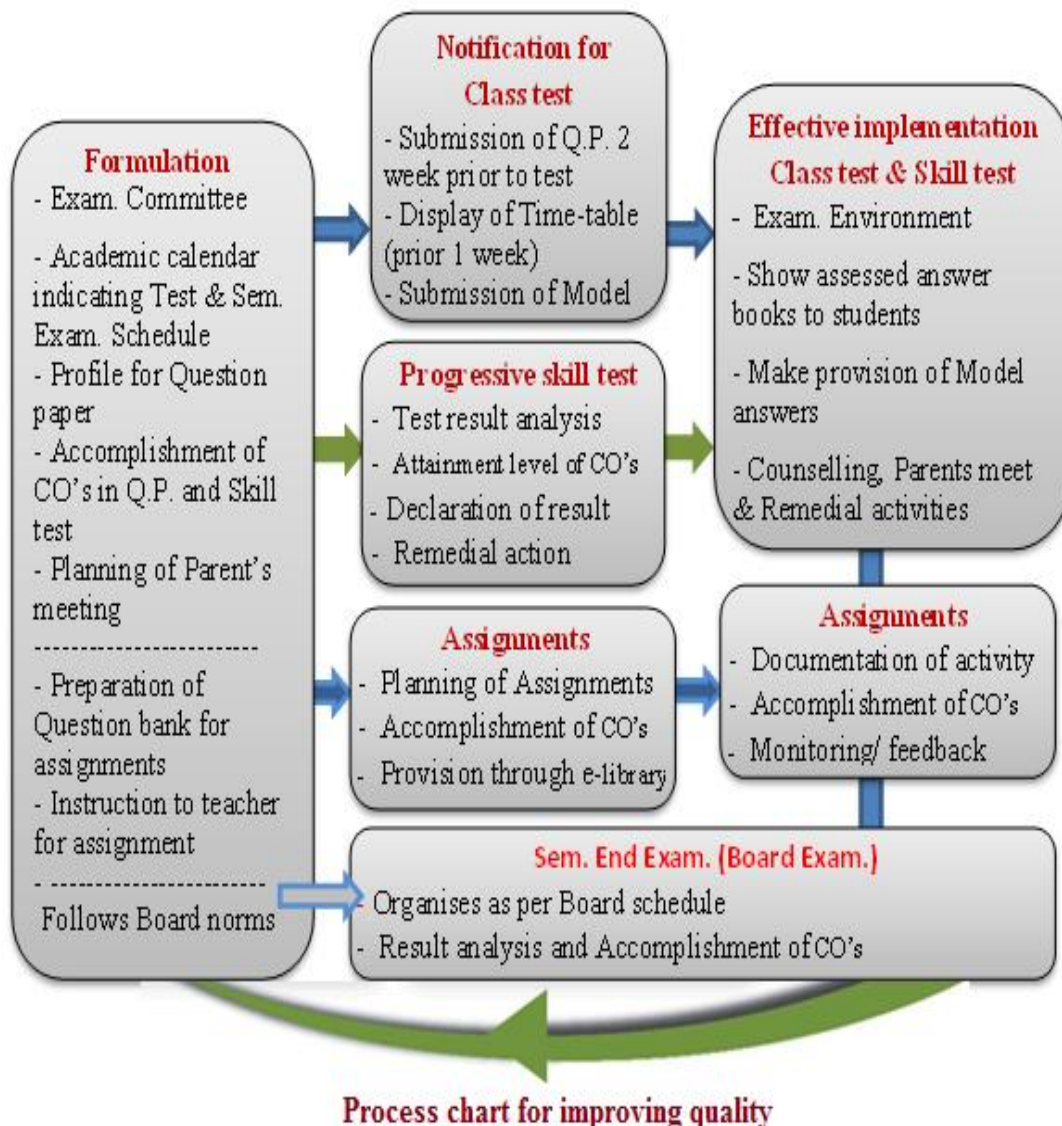 Formulation
- Exam. Committee
- Academic calendar
indicating Test & Sem.
Exam. Schedule
- Profile for Question
paper
- Accomplishment of
CO's in Q.P. and Skill
test
- Planning of Parent's
meeting
--------------------------
- Preparation of
Question bank for
assignments
- Instruction to teacher
for assignment
- --------------------------
Follows Board norms
Notification for
Class test
- Submission of Q.P. 2
week prior to test
- Display of Time-table
(prior 1 week)
- Submission of Model
Effective implementation
Class test & Skill test
- Exam. Environment
- Show assessed answer
books to students
- Make provision of Model
answers
- Counselling, Parents meet
& Remedial activities
Progressive skill test
- Test result analysis
- Attainment level of CO's
- Declaration of result
- Remedial action
Assignments
- Planning of Assignments
- Accomplishment of CO's
- Provision through e-library
Assignments
- Documentation of activity
- Accomplishment of CO's
- Monitoring/ feedback
Sem. End Exam. (Board Exam.)
- Organises as per Board schedule
- Result analysis and Accomplishment of CO's
Process chart for improving quality